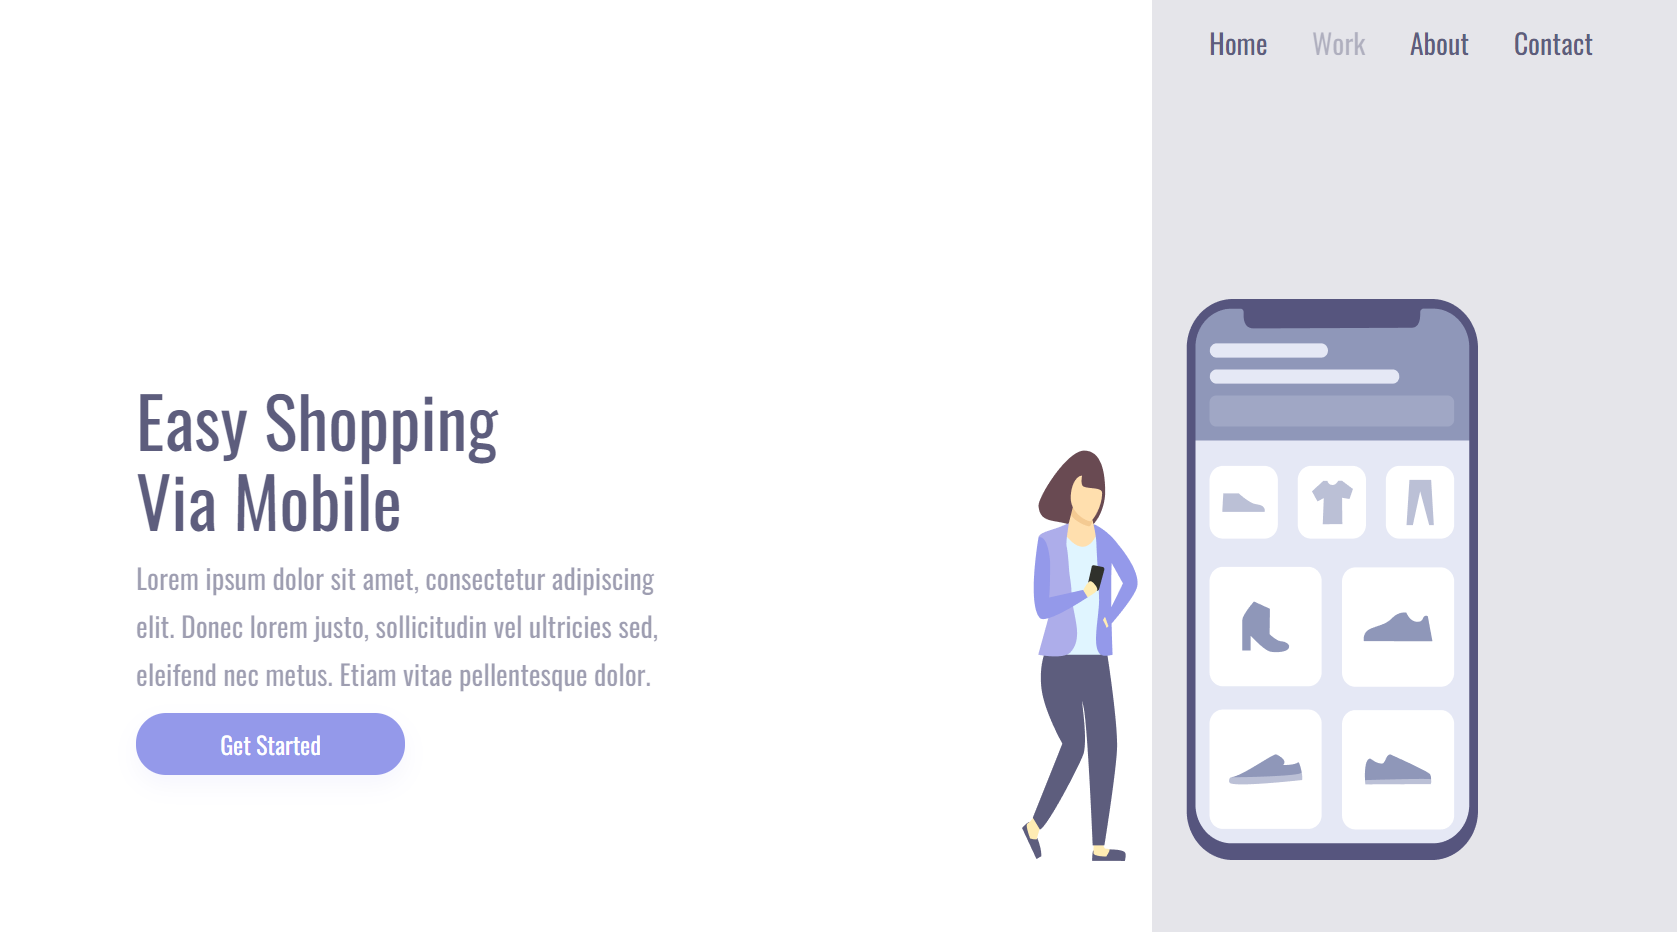 Home Work About Contact
Easy Shopping
Via Mobile
Lorem ipsum dolor sit amet, consectetur adipiscing
elit. Donec lorem justo, sollicitudin vel ultricies sed,
eleifend nec metus. Etiam vitae pellentesque dolor.
Get Started